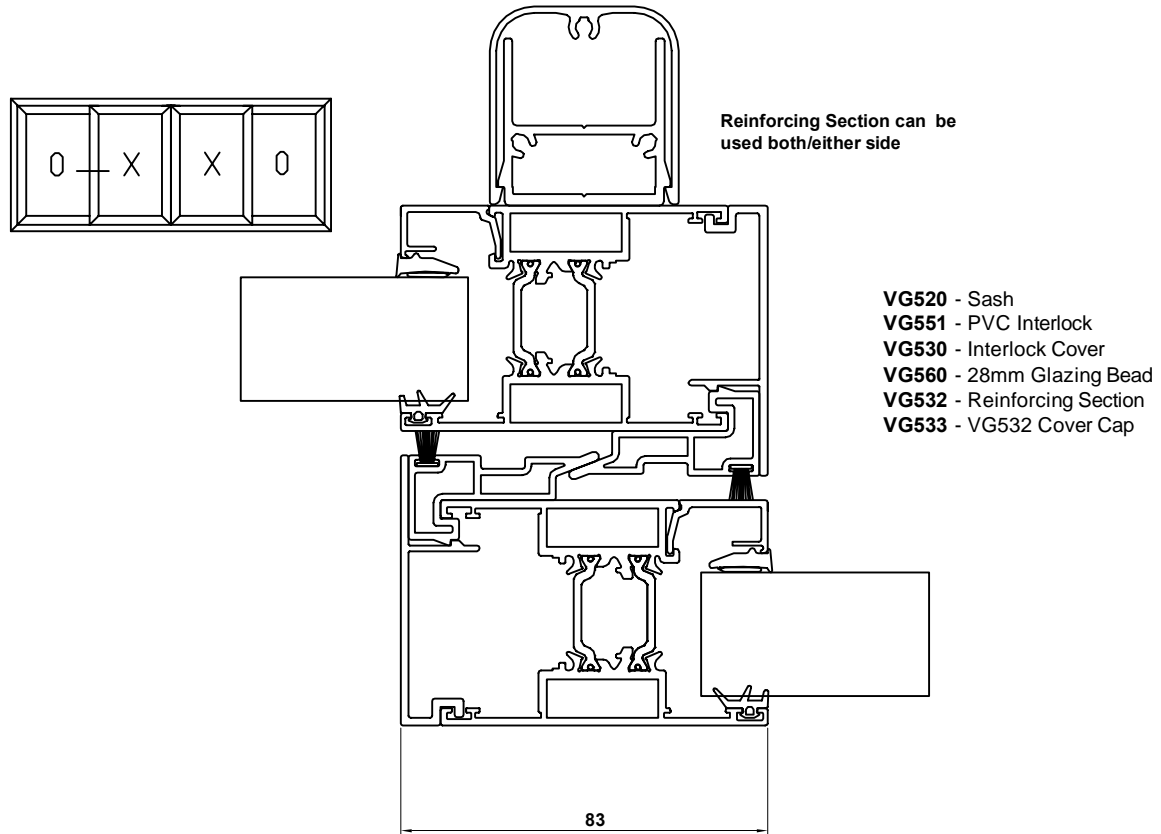 Reinforcing Section can be
used both/either side
O X X O
VG520 - Sash
VG551 - PVC Interlock
VG530 - Interlock Cover
VG560 - 28mm Glazing Bead
VG532 - Reinforcing Section
VG533 - VG532 Cover Cap
83